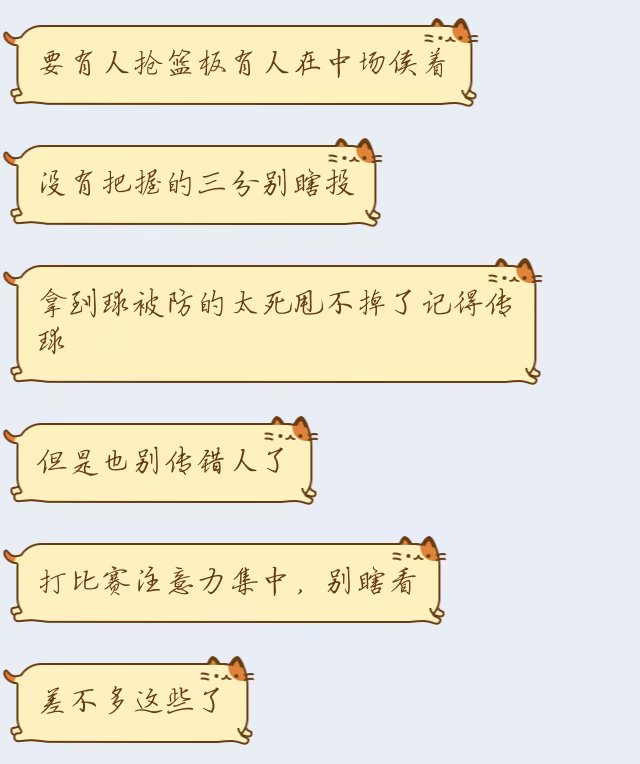 要有人抢篮板有人在中场侯着
没有把握的三分别瞎投
拿到球被防的太死甩不掉了记得传
球
但是也别传错人了
打比赛注意力集中，别瞎看
差不多这些了